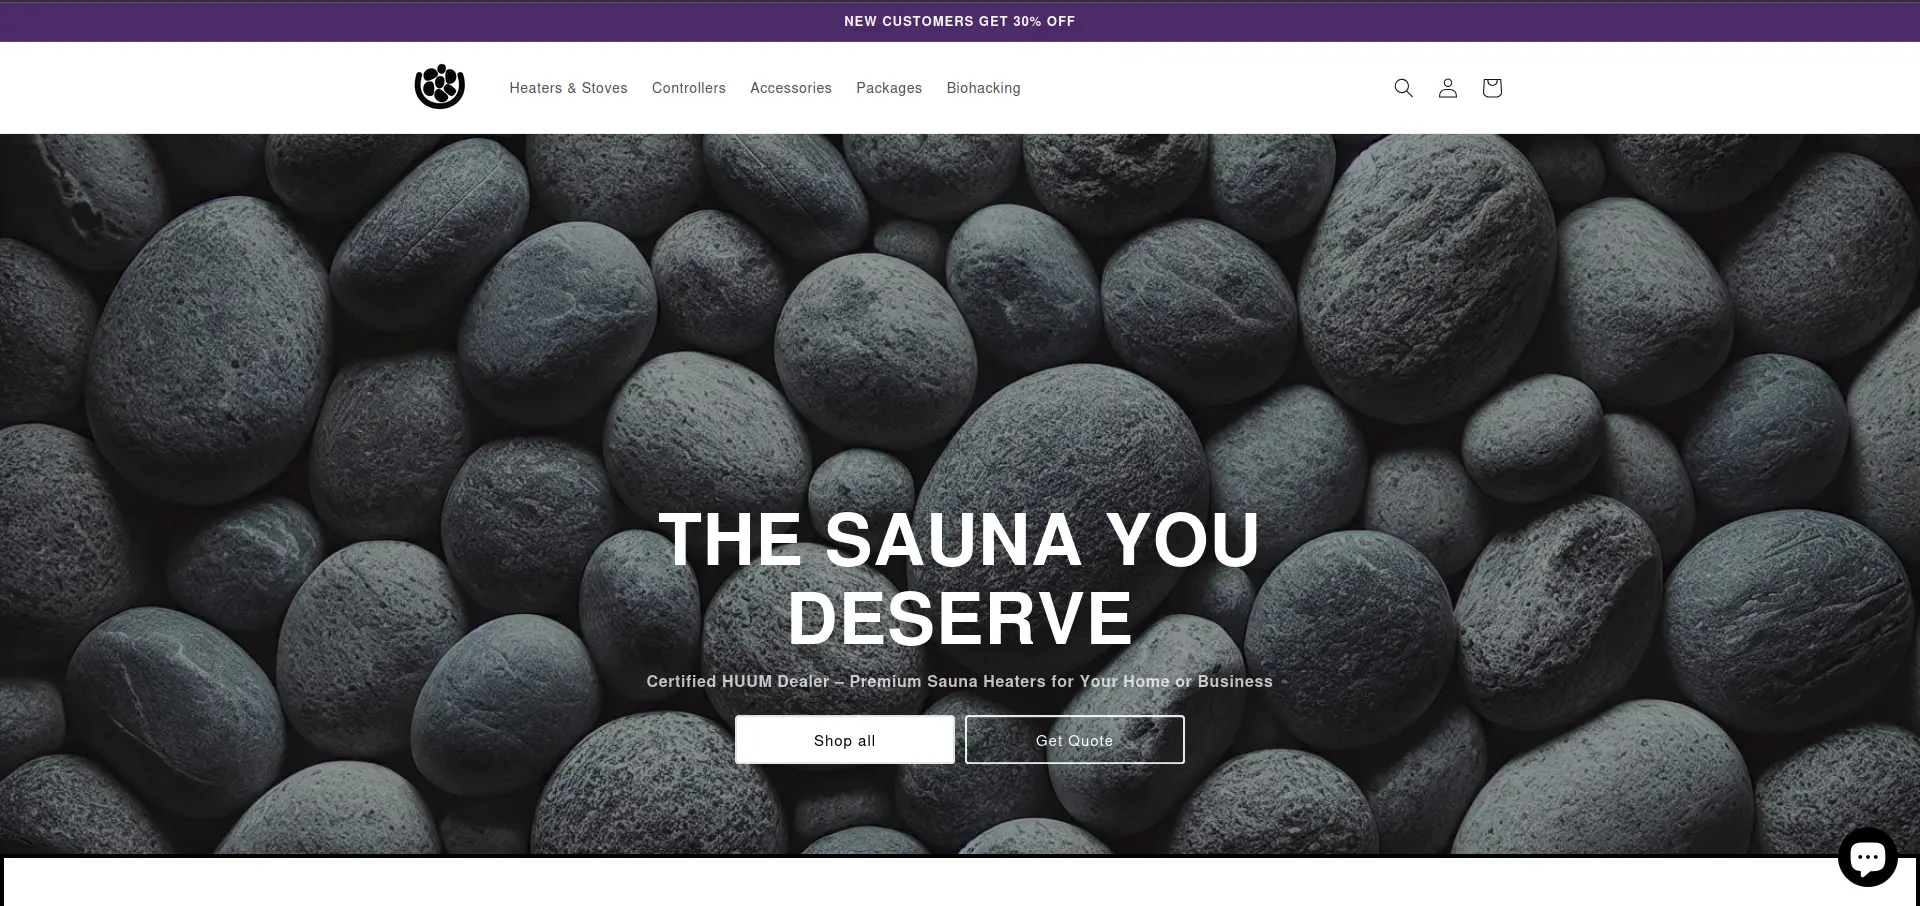 NEW CUSTOMERS GET 30% OFF
Heaters & Stoves Controllers Accessories Packages Biohacking
THE SAUNA YOU
DESERVE
Certified HUUM Dealer – Premium Sauna Heaters for Your Home or Business
Shop all Get Quote